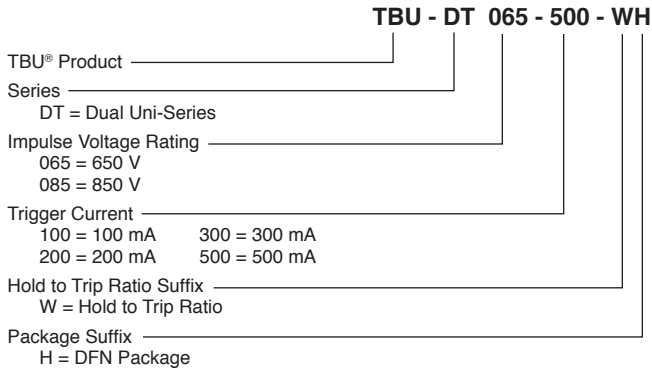 TBU - DT 065 - 500 - WH
TBU® Product
Series
DT = Dual Uni-Series
Impulse Voltage Rating
065 = 650 V
085 = 850 V
Trigger Current
100 = 100 mA 300 = 300 mA
200 = 200 mA 500 = 500 mA
Hold to Trip Ratio Suffix
W = Hold to Trip Ratio
Package Suffix
H = DFN Package